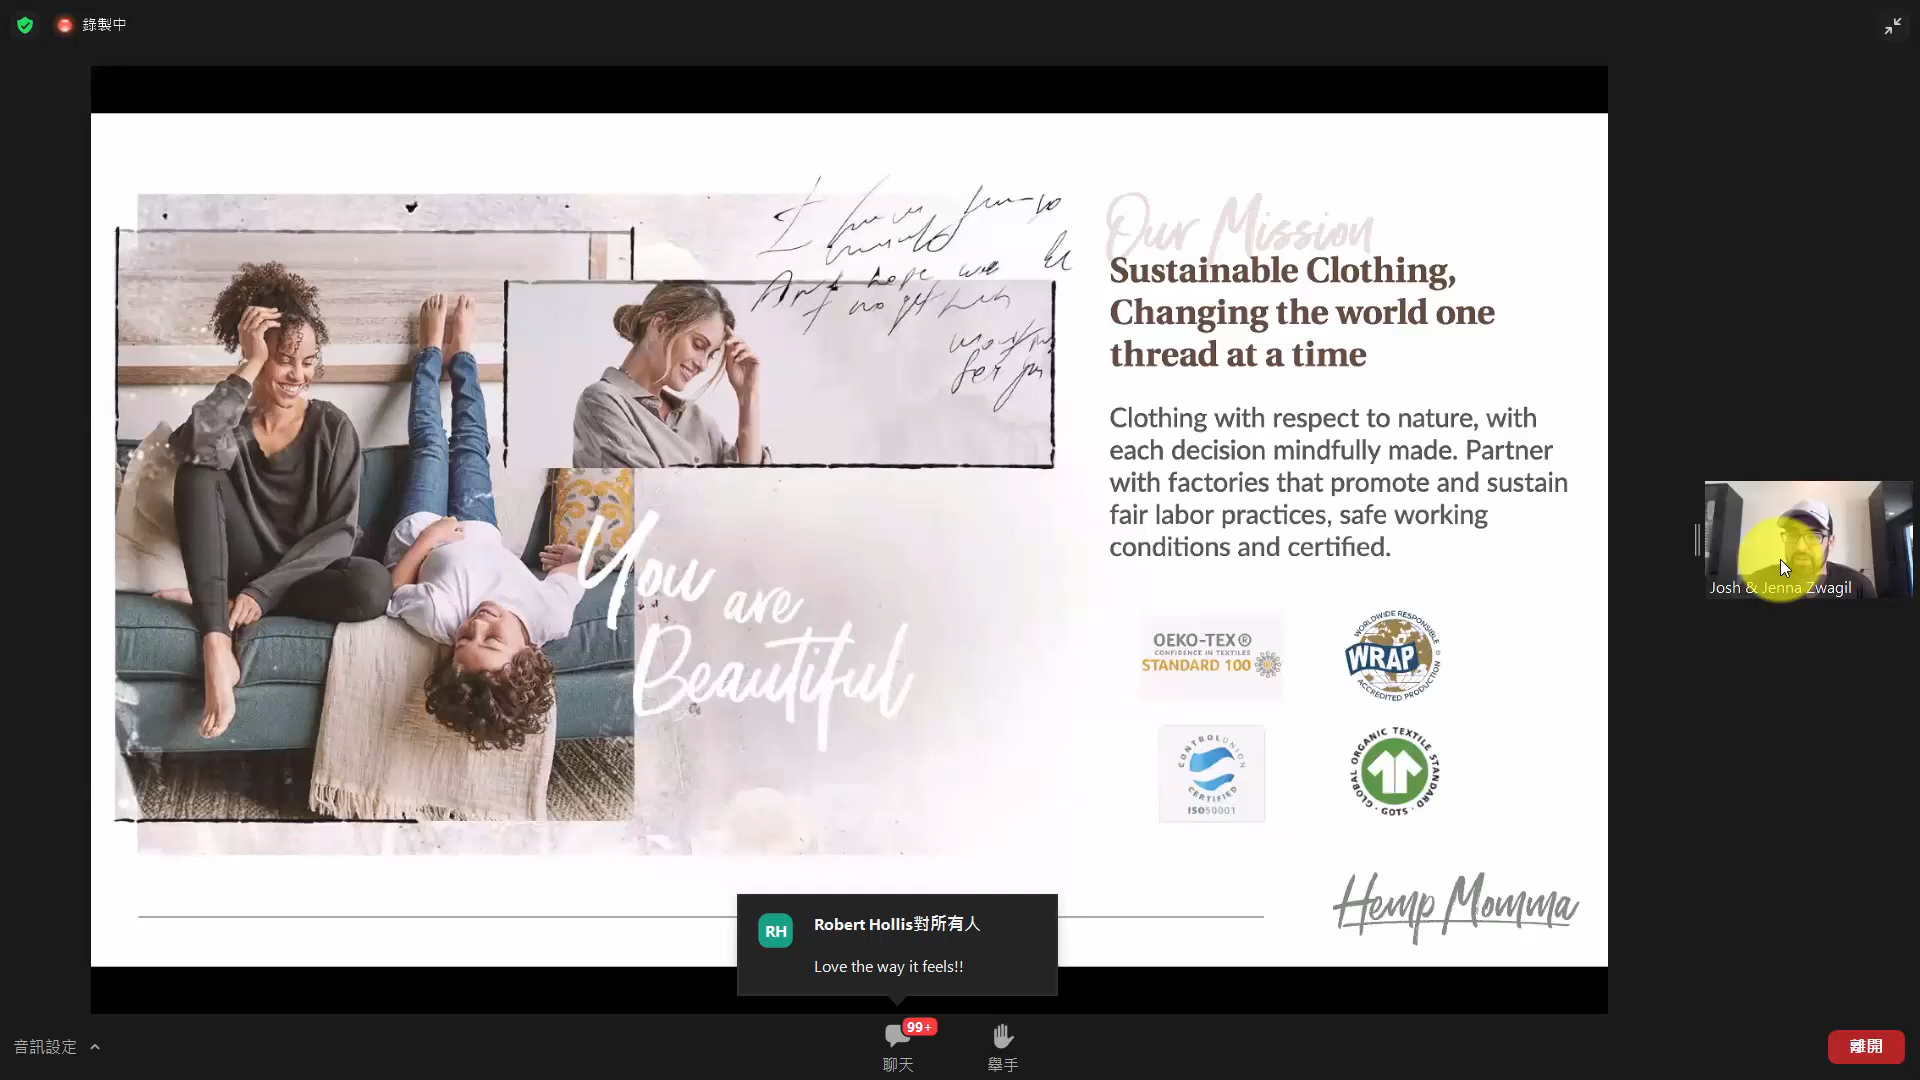 錄製中
Our Mission
Sustainable Clothing,
Changing the world one
thread at a time
Clothing with respect to nature, with
each decision mindfully made. Partner
with factories that promote and sustain
fair labor practices, safe working
conditions and certified.
You are
Beautiful
OEKO-TEX®
CONFIDENCE IN TEXTILES
STANDARD 100
WORLDWIDE RESPONSIBLE
WRAP
ACCREDITED PRODUCTION
CONTROLUNION
CERTIFIED
ISO50001
GLOBAL ORGANIC TEXTILE STANDARD
· GOTS ·
Hemp Momma
Josh & Jenna Zwagil
RH
Robert Hollis對所有人
Love the way it feels!!
音訊設定
99+
聊天
舉手
離開